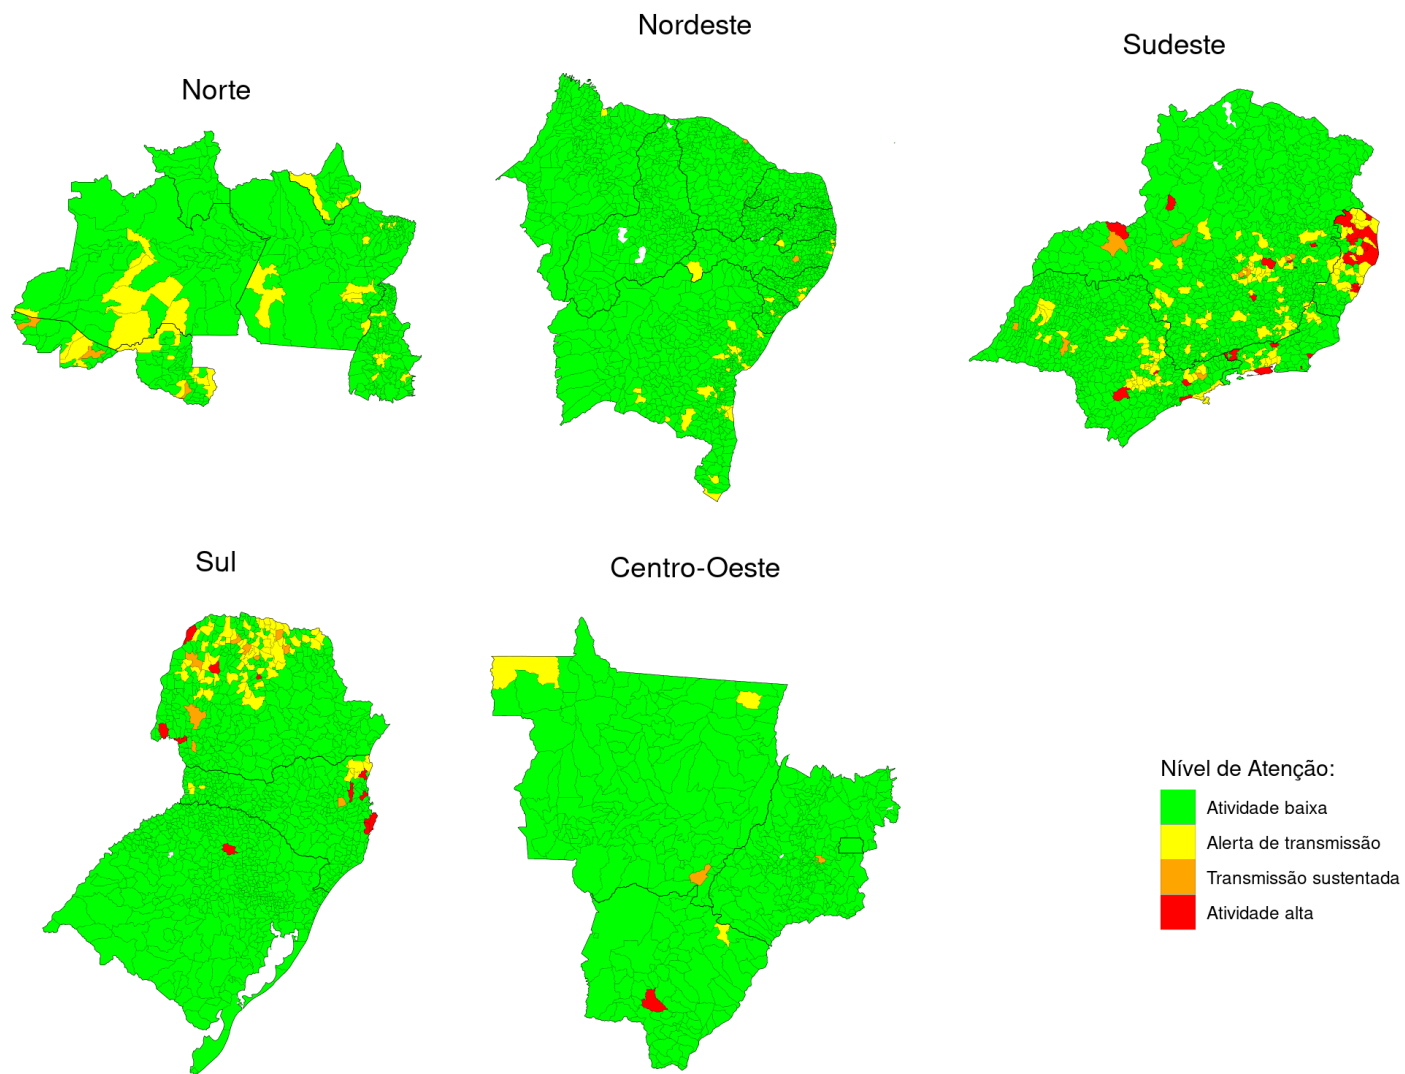 Nordeste
Sudeste
Norte
Sul
Centro-Oeste
Nível de Atenção:
Atividade baixa
Alerta de transmissão
Transmissão sustentada
Atividade alta